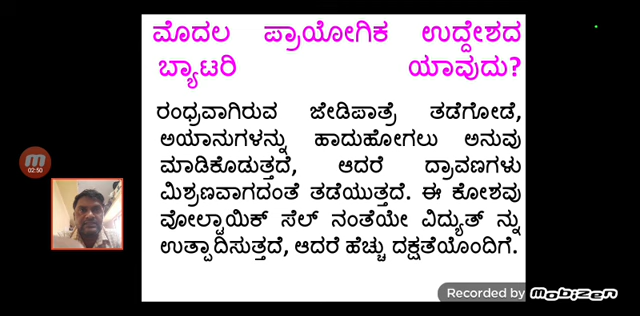 ಮೊದಲ ಪ್ರಾಯೋಗಿಕ ಉದ್ದೇಶದ
ಬ್ಯಾಟರಿ ಯಾವುದು?
ರಂಧ್ರವಾಗಿರುವ ಜೇಡಿಪಾತ್ರೆ ತಡೆಗೋಡೆ,
ಅಯಾನುಗಳನ್ನು ಹಾದುಹೋಗಲು ಅನುವು
ಮಾಡಿಕೊಡುತ್ತದೆ, ಆದರೆ ದ್ರಾವಣಗಳು
ಮಿಶ್ರಣವಾಗದಂತೆ ತಡೆಯುತ್ತದೆ. ಈ ಕೋಶವು
ವೋಲ್ಟಾಯಿಕ್ ಸೆಲ್ ನಂತೆಯೇ ವಿದ್ಯುತ್ ನ್ನು
ಉತ್ಪಾದಿಸುತ್ತದೆ, ಆದರೆ ಹೆಚ್ಚು ದಕ್ಷತೆಯೊಂದಿಗೆ.
02:50
Recorded by mobizen